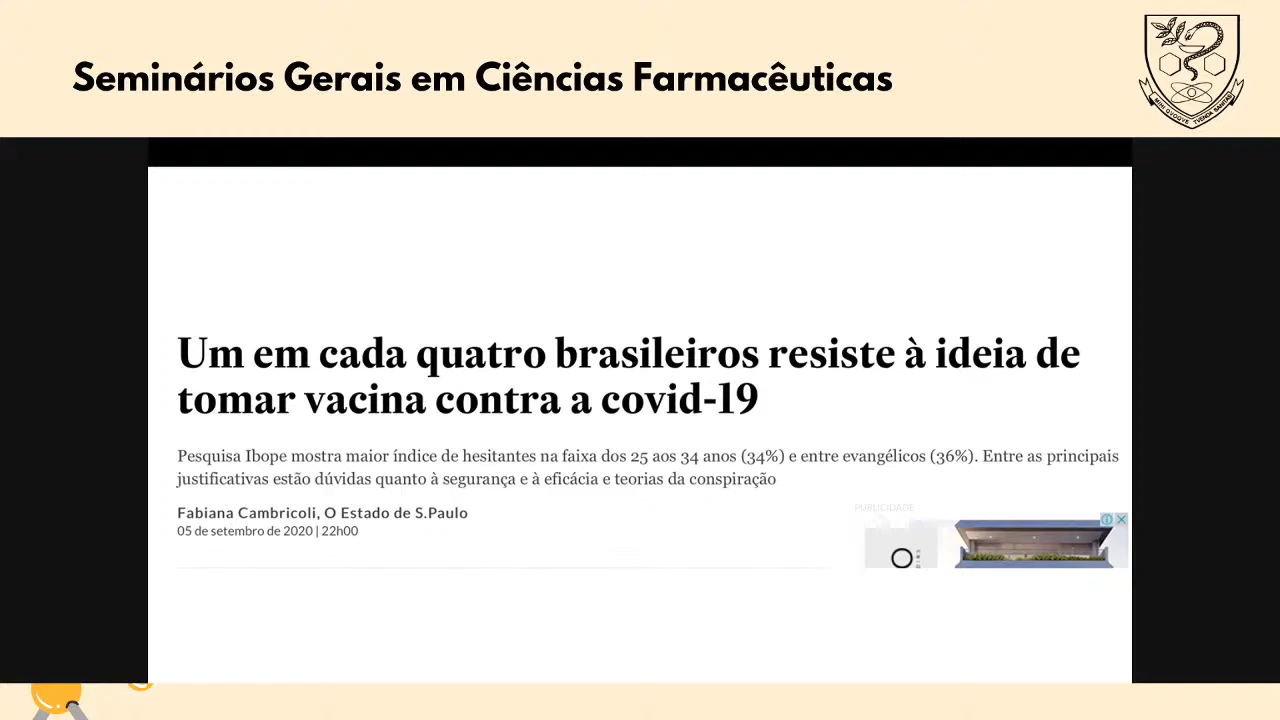 Seminários Gerais em Ciências Farmacêuticas
Um em cada quatro brasileiros resiste à ideia de
tomar vacina contra a covid-19
Pesquisa Ibope mostra maior índice de hesitantes na faixa dos 25 aos 34 anos (34%) e entre evangélicos (36%). Entre as principais
justificativas estão dúvidas quanto à segurança e à eficácia e teorias da conspiração
Fabiana Cambricoli, O Estado de S.Paulo
05 de setembro de 2020 | 22h00
PUBLICIDADE